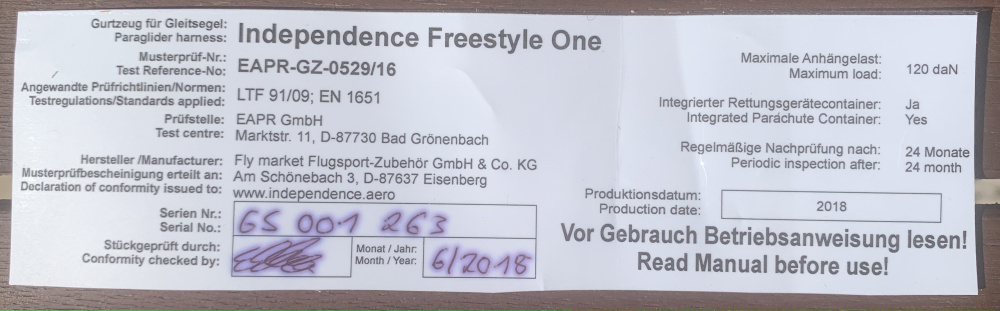 Gurtzeug für Gleitsegel:
Paraglider harness:
Independence Freestyle One
Musterprüf-Nr.:
Test Reference-No:
EAPR-GZ-0529/16
Angewandte Prüfrichtlinien/Normen:
Testregulations/Standards applied:
LTF 91/09; EN 1651
Prüfstelle: EAPR GmbH
Test centre: Marktstr. 11, D-87730 Bad Grönenbach
Hersteller /Manufacturer: Fly market Flugsport-Zubehör GmbH & Co. KG
Musterprüfbescheinigung erteilt an: Am Schönebach 3, D-87637 Eisenberg
Declaration of conformity issued to: www.independence.aero
Serien Nr.:
Serial No.:
GS 001 263
Stückgeprüft durch:
Conformity checked by:
Monat / Jahr:
Month / Year:
6/2018
Maximale Anhängelast:
Maximum load:
120 daN
Integrierter Rettungsgerätecontainer: Ja
Integrated Parachute Container: Yes
Regelmäßige Nachprüfung nach: 24 Monate
Periodic inspection after: 24 month
Produktionsdatum:
Production date:
2018
Vor Gebrauch Betriebsanweisung lesen!
Read Manual before use!